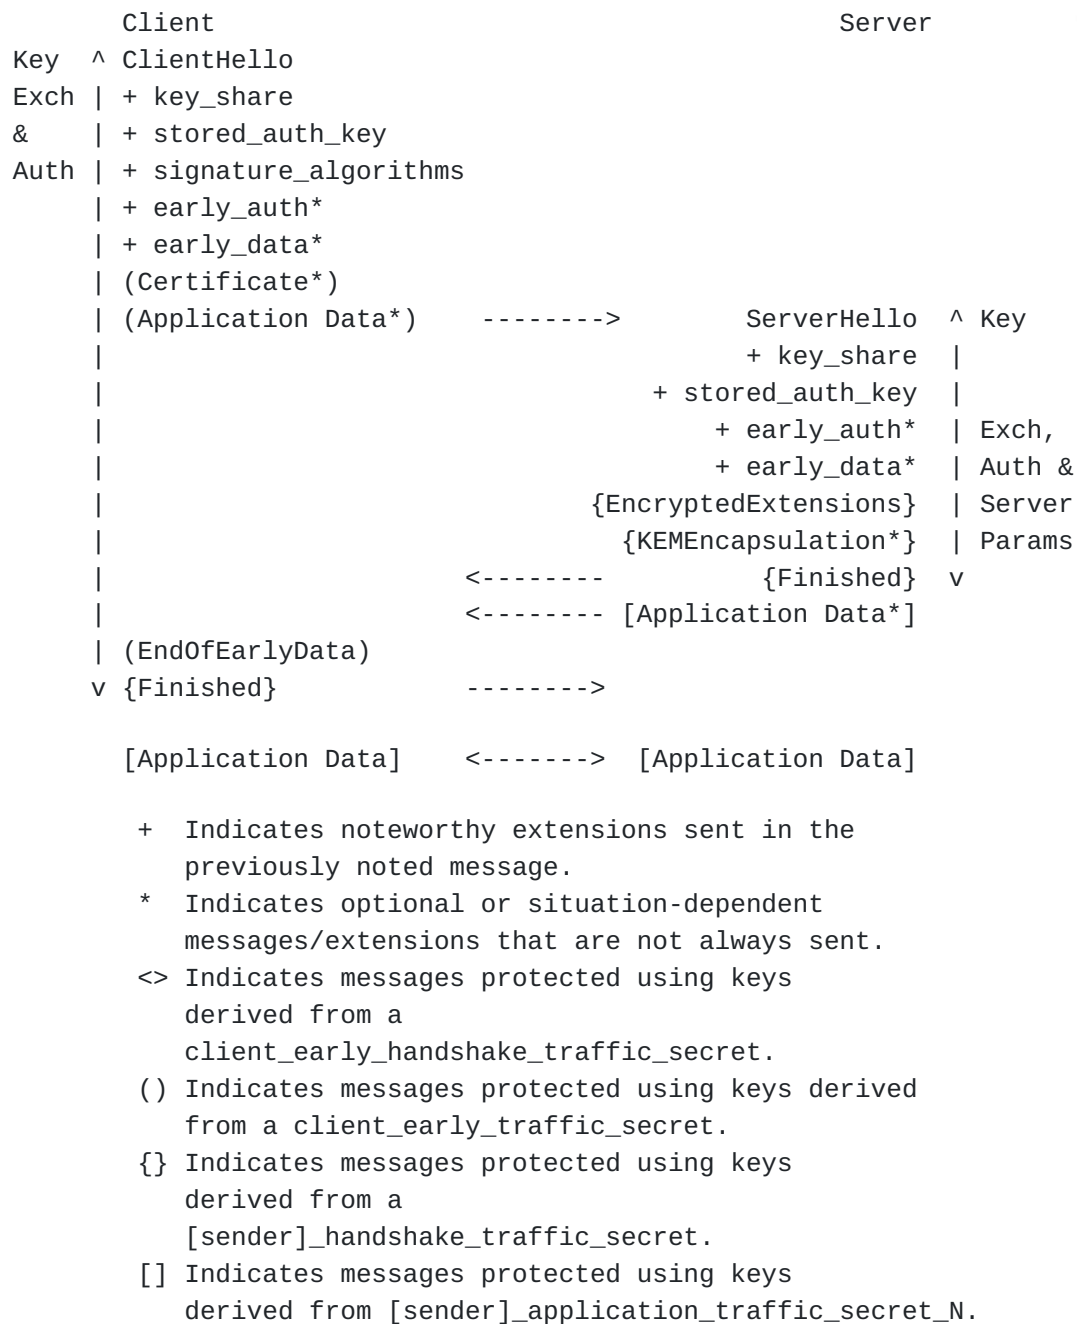 Client                                        Server
Key  ^ ClientHello
Exch | + key_share
&    | + stored_auth_key
Auth | + signature_algorithms
     | + early_auth*
     | + early_data*
     | (Certificate*)
     | (Application Data*)    -------->        ServerHello  ^ Key
     |                                         + key_share  |
     |                                   + stored_auth_key  |
     |                                       + early_auth*  | Exch,
     |                                       + early_data*  | Auth &
     |                               {EncryptedExtensions}  | Server
     |                                 {KEMEncapsulation*}  | Params
     |                       <--------          {Finished}  v
     |                       <-------- [Application Data*]
     | (EndOfEarlyData)
     v {Finished}            -------->

       [Application Data]    <------->  [Application Data]

        +  Indicates noteworthy extensions sent in the
           previously noted message.
        *  Indicates optional or situation-dependent
           messages/extensions that are not always sent.
        <> Indicates messages protected using keys
           derived from a
           client_early_handshake_traffic_secret.
        () Indicates messages protected using keys derived
           from a client_early_traffic_secret.
        {} Indicates messages protected using keys
           derived from a
           [sender]_handshake_traffic_secret.
        [] Indicates messages protected using keys
           derived from [sender]_application_traffic_secret_N.